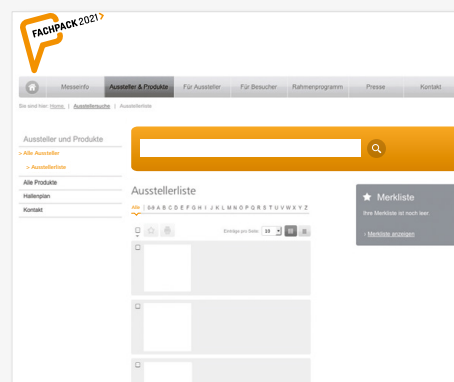 FACHPACK 2021
Messeinfo Aussteller & Produkte Für Aussteller Für Besucher Rahmenprogramm Presse Kontakt
Sie sind hier: Home | Ausstellersuche | Ausstellerliste
Aussteller und Produkte
> Alle Aussteller
> Ausstellerliste
Alle Produkte
Hallenplan
Kontakt
Ausstellerliste
Alle | 0-9 A B C D E F G H I J K L M N O P Q R S T U V W X Y Z
Einträge pro Seite: 20
Merkliste
Ihre Merkliste ist noch leer.
› Merkliste anzeigen